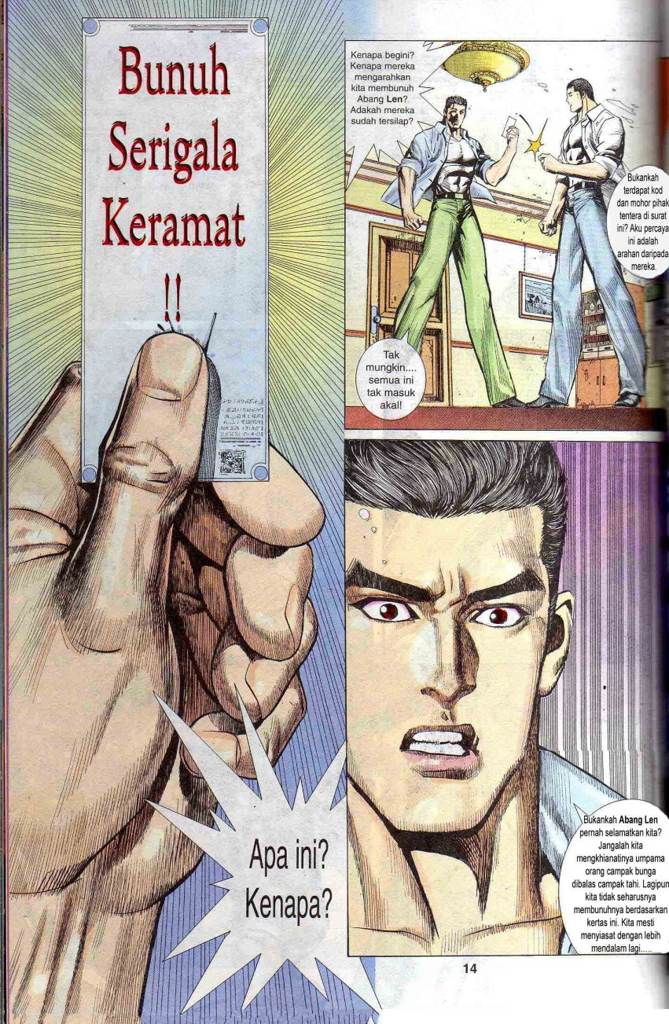 Bunuh
Serigala
Keramat
!!
Apa ini?
Kenapa?
Kenapa begini?
Kenapa mereka
mengarahkan
kita membunuh
Abang Len?
Adakah mereka
sudah tersilap?
Bukankah
terdapat kod
dan mohor pihak
tentera di surat
ini? Aku percaya
ini adalah
arahan daripada
mereka.
Tak
mungkin....
semua ini
tak masuk
akal!
Bukankah Abang Len
pernah selamatkan kita?
Jangalah kita
mengkhianatinya umpama
orang campak bunga
dibalas campak tahi. Lagipun
kita tidak seharusnya
membunuhnya berdasarkan
kertas ini. Kita mesti
menyiasat dengan lebih
mendalam lagi.....
14